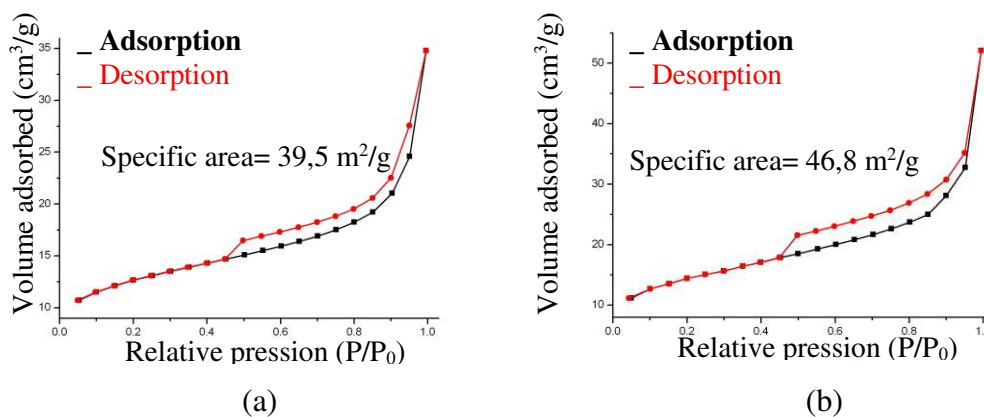 _ Adsorption
_ Desorption
Specific area= 39,5 m²/g
Volume adsorbed (cm³/g)
35
30
25
20
15
10
0.0 0.2 0.4 0.6 0.8 1.0
Relative pression (P/P₀)
(a)
_ Adsorption
_ Desorption
Specific area= 46,8 m²/g
Volume adsorbed (cm³/g)
50
40
30
20
10
0.0 0.2 0.4 0.6 0.8 1.0
Relative pression (P/P₀)
(b)